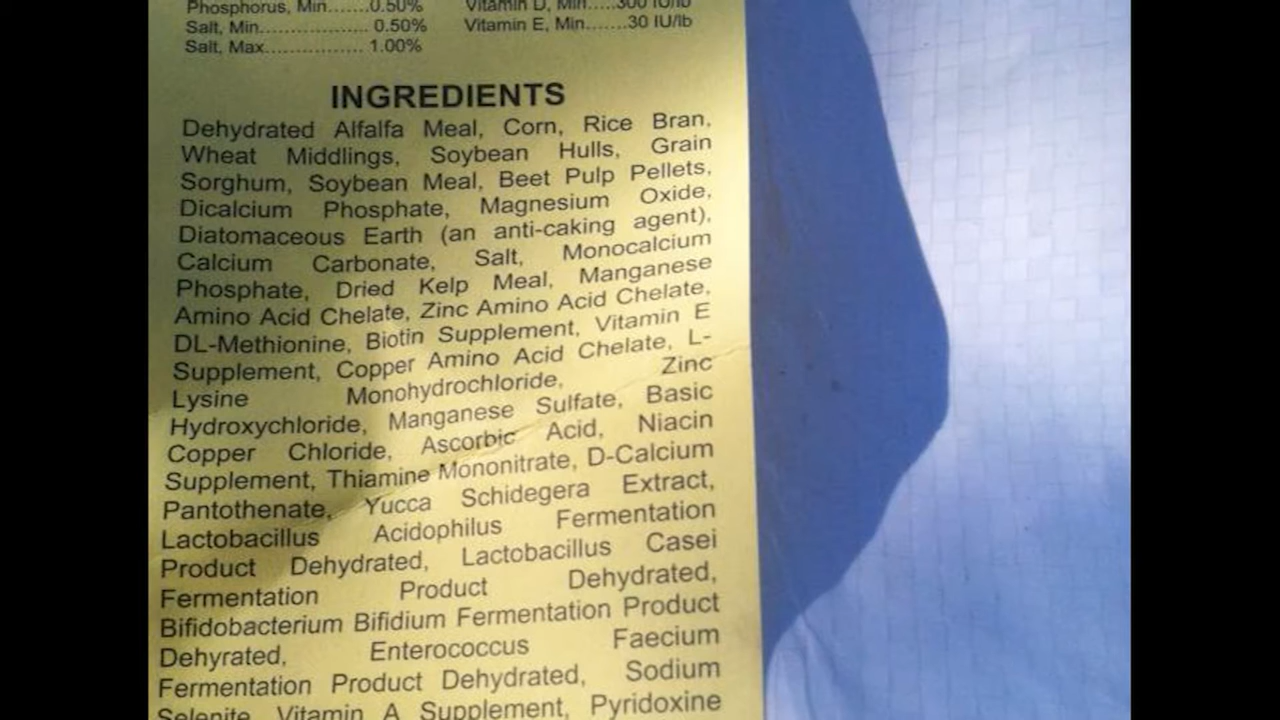 Phosphorus, Min.......0.50% Vitamin D, Min.....300 IU/lb
Salt, Min..................... 0.50% Vitamin E, Min.......30 IU/lb
Salt, Max................... 1.00%
INGREDIENTS
Dehydrated Alfalfa Meal, Corn, Rice Bran,
Wheat Middlings, Soybean Hulls, Grain
Sorghum, Soybean Meal, Beet Pulp Pellets,
Dicalcium Phosphate, Magnesium Oxide,
Diatomaceous Earth (an anti-caking agent),
Calcium Carbonate, Salt, Monocalcium
Phosphate, Dried Kelp Meal, Manganese
Amino Acid Chelate, Zinc Amino Acid Chelate,
DL-Methionine, Biotin Supplement, Vitamin E
Supplement, Copper Amino Acid Chelate, L-
Lysine Monohydrochloride, Zinc
Hydroxychloride, Manganese Sulfate, Basic
Copper Chloride, Ascorbic Acid, Niacin
Supplement, Thiamine Mononitrate, D-Calcium
Pantothenate, Yucca Schidegera Extract,
Lactobacillus Acidophilus Fermentation
Product Dehydrated, Lactobacillus Casei
Fermentation Product Dehydrated,
Bifidobacterium Bifidium Fermentation Product
Dehyrated, Enterococcus Faecium
Fermentation Product Dehydrated, Sodium
Selenite, Vitamin A Supplement, Pyridoxine